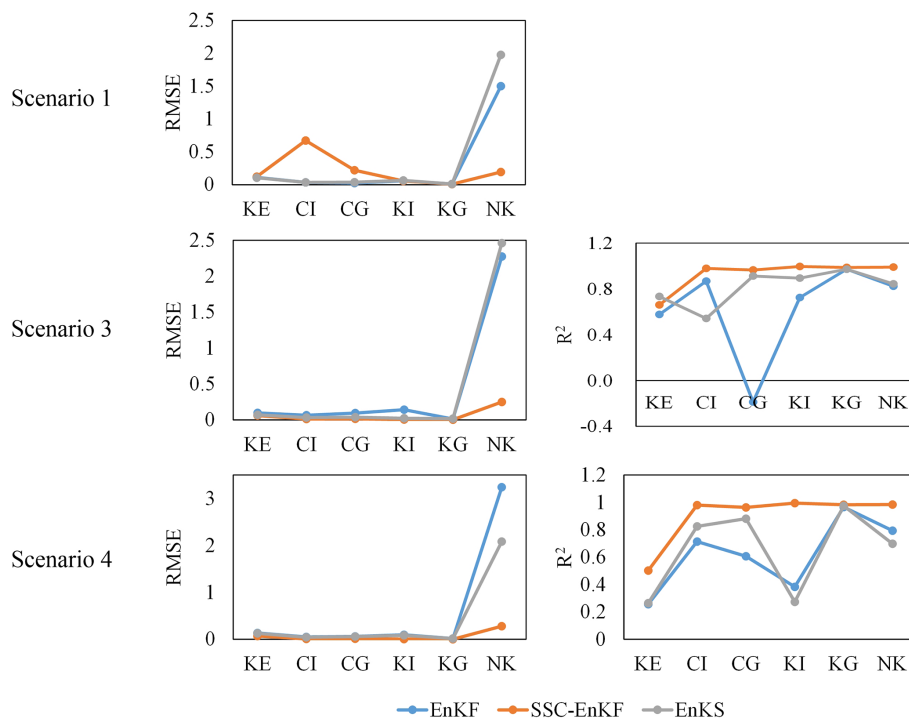 Scenario 1
RMSE
2.5
2
1.5
1
0.5
0
KE CI CG KI KG NK
Scenario 3
RMSE
2.5
2
1.5
1
0.5
0
KE CI CG KI KG NK
R²
1.2
0.8
0.4
0.0
-0.4
KE CI CG KI KG NK
Scenario 4
RMSE
3
2
1
0
KE CI CG KI KG NK
R²
1.2
1
0.8
0.6
0.4
0.2
0
KE CI CG KI KG NK
EnKF SSC-EnKF EnKS